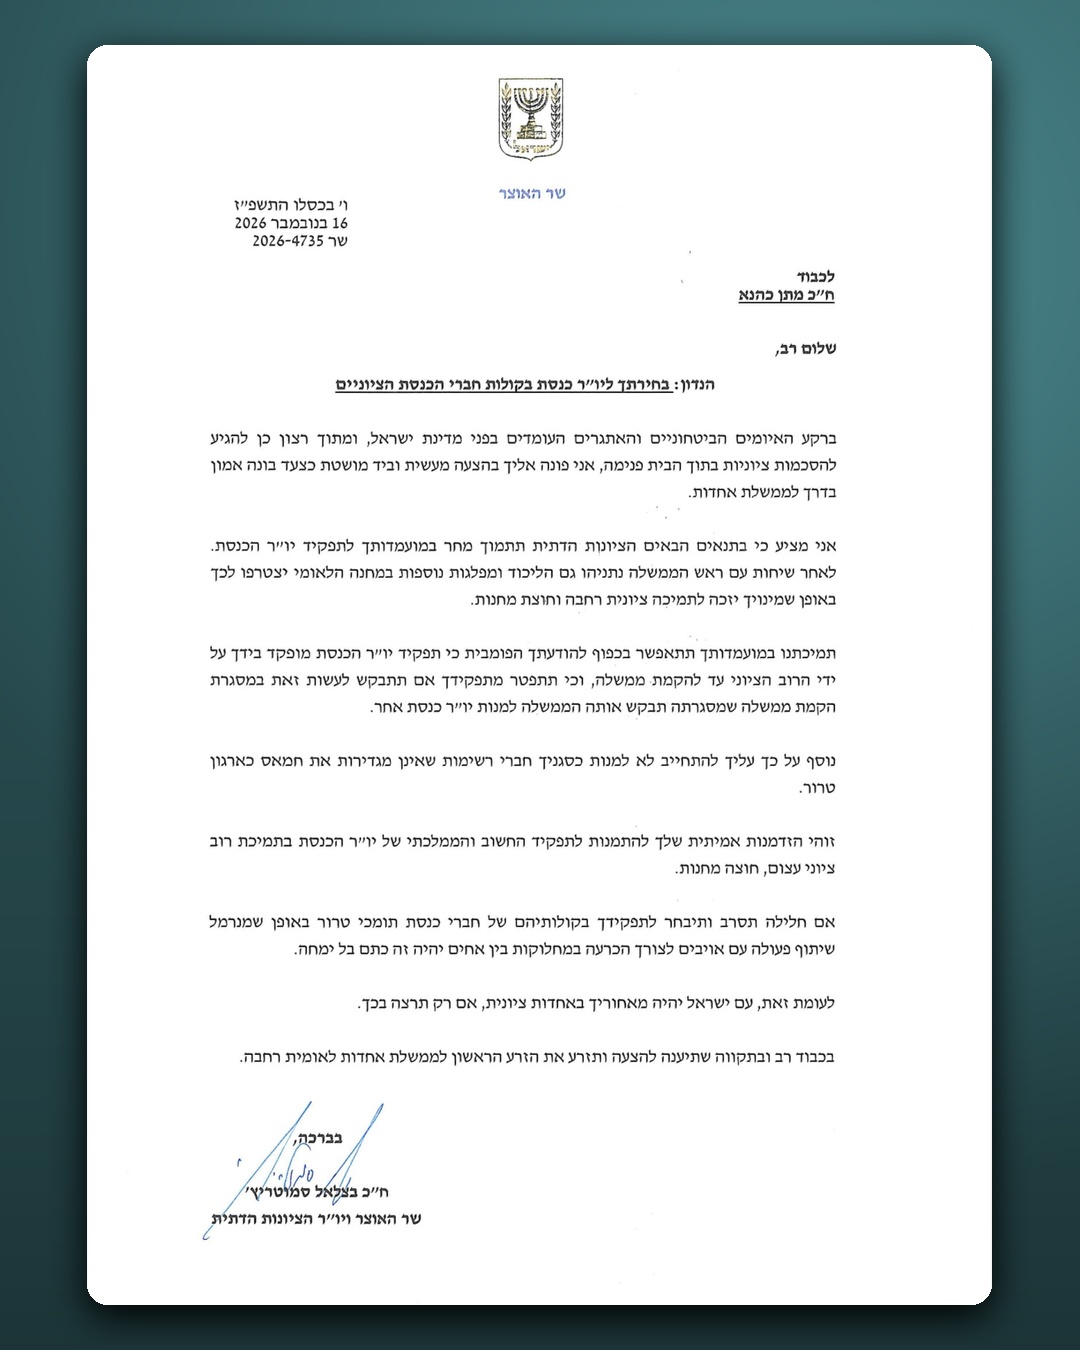 שר האוצר
ו' בכסלו התשפ״ז
16 בנובמבר 2026
שר 2026-4735
לכבוד
ח״כ מתן כהנא
שלום רב,
הנדון: בחירתך ליו״ר כנסת בקולות חברי הכנסת הציוניים
ברקע האיומים הביטחוניים והאתגרים העומדים בפני מדינת ישראל, ומתוך רצון כן להגיע
להסכמות ציוניות בתוך הבית פנימה, אני פונה אליך בהצעה מעשית וביד מושטת כצעד בונה אמון
בדרך לממשלת אחדות.
אני מציע כי בתנאים הבאים הציונות הדתית תתמוך מחר במועמדותך לתפקיד יו״ר הכנסת.
לאחר שיחות עם ראש הממשלה נתניהו גם הליכוד ומפלגות נוספות במחנה הלאומי יצטרפו לכך
באופן שמינויך יזכה לתמיכה ציונית רחבה וחוצת מחנות.
תמיכתנו במועמדותך תתאפשר בכפוף להודעתך הפומבית כי תפקיד יו״ר הכנסת מופקד בידך על
ידי הרוב הציוני עד להקמת ממשלה, וכי תתפטר מתפקידך אם תתבקש לעשות זאת במסגרת
הקמת ממשלה שמסגרתה תבקש אותה הממשלה למנות יו״ר כנסת אחר.
נוסף על כך עליך להתחייב לא למנות כסגניך חברי רשימות שאינן מגדירות את חמאס כארגון
טרור.
זוהי הזדמנות אמיתית שלך להתמנות לתפקיד החשוב והממלכתי של יו״ר הכנסת בתמיכת רוב
ציוני עצום, חוצה מחנות.
אם חלילה תסרב ותיבחר לתפקידך בקולותיהם של חברי כנסת תומכי טרור באופן שמנרמל
שיתוף פעולה עם אויבים לצורך הכרעה במחלוקות בין אחים יהיה זה כתם בל ימחה.
לעומת זאת, עם ישראל יהיה מאחוריך באחדות ציונית, אם רק תרצה בכך.
בכבוד רב ובתקווה שתיענה להצעה ותזרע את הזרע הראשון לממשלת אחדות לאומית רחבה.
בברכה,
ח״כ בצלאל סמוטריץ'
שר האוצר ויו״ר הציונות הדתית